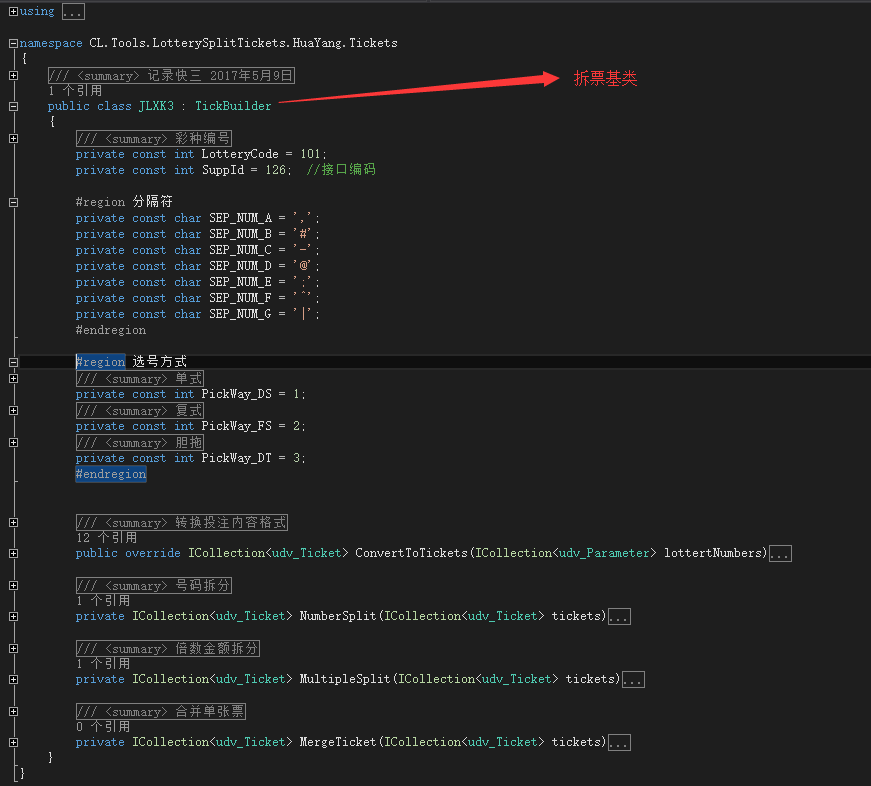 using ...
namespace CL.Tools.LotterySplitTickets.HuaYang.Tickets
{
/// <summary> 记录快三 2017年5月9日
1 个引用
public class JLXK3 : TickBuilder
拆票基类
{
/// <summary> 彩种编号
private const int LotteryCode = 101;
private const int SuppId = 126; //接口编码
#region 分隔符
private const char SEP_NUM_A = ',';
private const char SEP_NUM_B = '#';
private const char SEP_NUM_C = '-';
private const char SEP_NUM_D = '@';
private const char SEP_NUM_E = ';';
private const char SEP_NUM_F = '^';
private const char SEP_NUM_G = '|';
#endregion
#region 选号方式
/// <summary> 单式
private const int PickWay_DS = 1;
/// <summary> 复式
private const int PickWay_FS = 2;
/// <summary> 胆拖
private const int PickWay_DT = 3;
#endregion
/// <summary> 转换投注内容格式
12 个引用
public override ICollection<udv_Ticket> ConvertToTickets(ICollection<udv_Parameter> lottertNumbers)...
/// <summary> 号码拆分
1 个引用
private ICollection<udv_Ticket> NumberSplit(ICollection<udv_Ticket> tickets)...
/// <summary> 倍数金额拆分
1 个引用
private ICollection<udv_Ticket> MultipleSplit(ICollection<udv_Ticket> tickets)...
/// <summary> 合并单张票
0 个引用
private ICollection<udv_Ticket> MergeTicket(ICollection<udv_Ticket> tickets)...
}
}